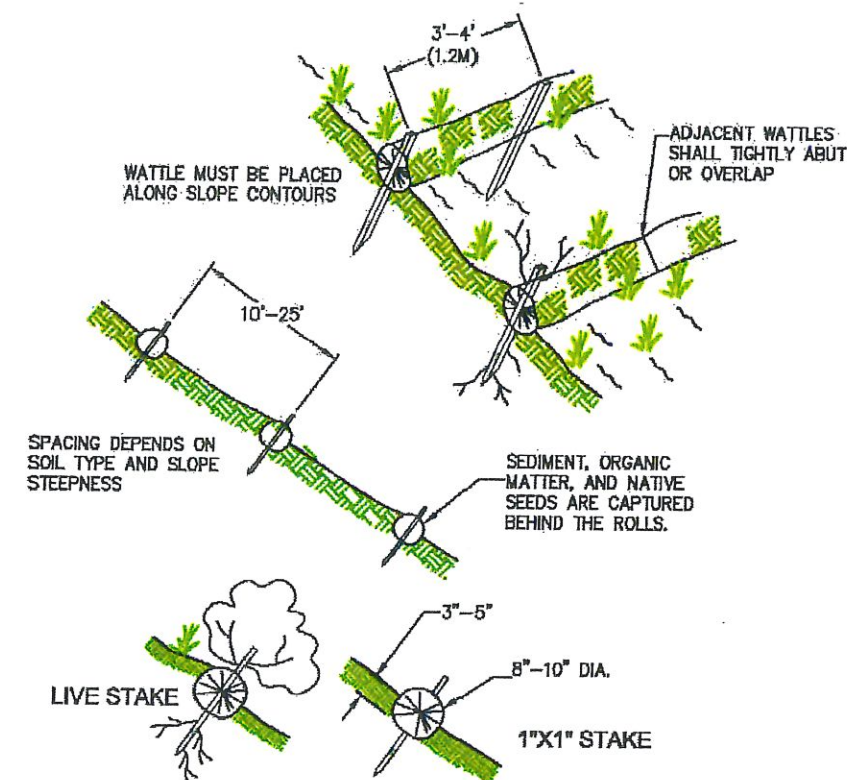 3'-4'
(1.2M)
ADJACENT WATTLES
SHALL TIGHTLY ABUT
OR OVERLAP
WATTLE MUST BE PLACED
ALONG SLOPE CONTOURS
10'-25'
SPACING DEPENDS ON
SOIL TYPE AND SLOPE
STEEPNESS
SEDIMENT, ORGANIC
MATTER, AND NATIVE
SEEDS ARE CAPTURED
BEHIND THE ROLLS.
3"-5"
8"-10" DIA.
LIVE STAKE
1"X1" STAKE